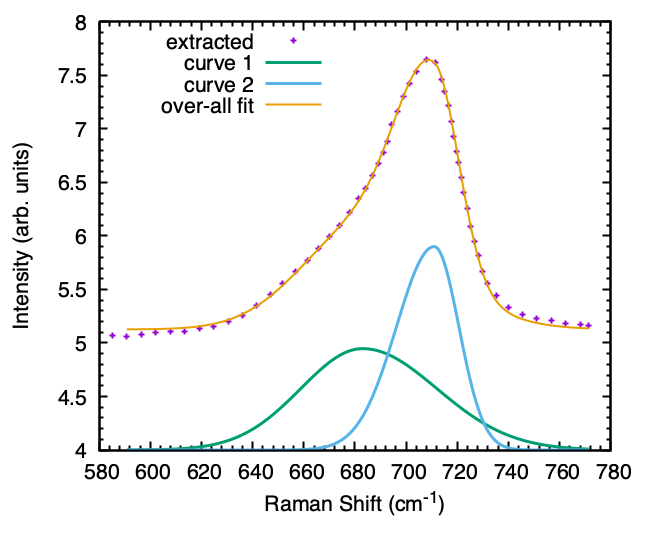 8
7.5
7
6.5
6
5.5
5
4.5
4
Intensity (arb. units)
extracted
curve 1
curve 2
over-all fit
580 600 620 640 660 680 700 720 740 760 780
Raman Shift (cm⁻¹)